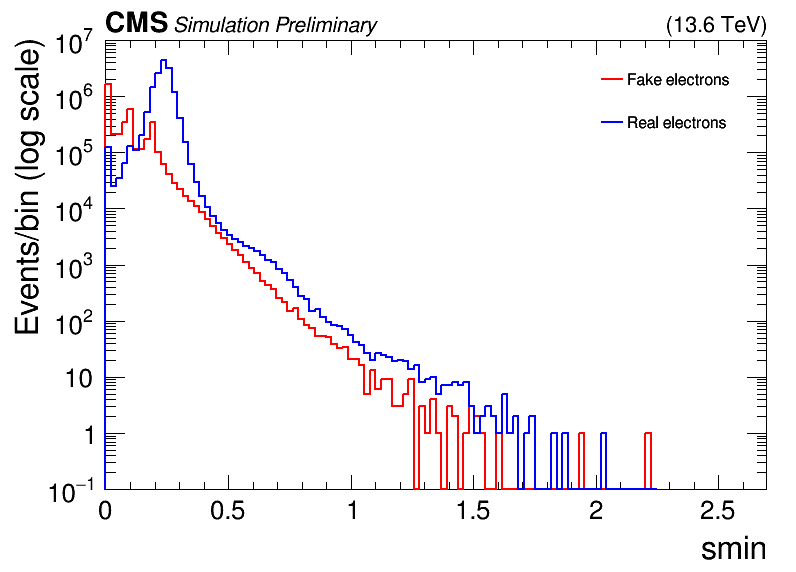 CMS Simulation Preliminary (13.6 TeV)
Events/bin (log scale)
10^7
10^6
10^5
10^4
10^3
10^2
10
1
10^−1
Fake electrons
Real electrons
0 0.5 1 1.5 2 2.5
smin